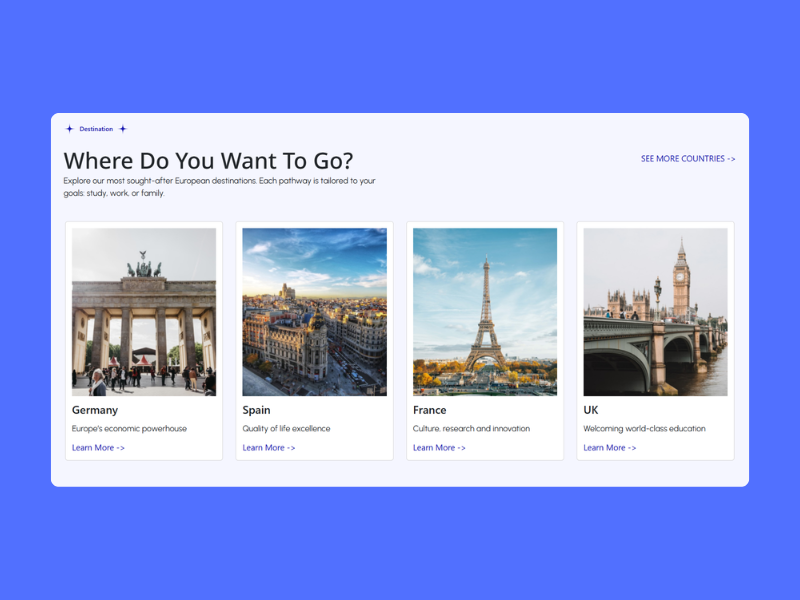 Destination
Where Do You Want To Go?
SEE MORE COUNTRIES ->
Explore our most sought-after European destinations. Each pathway is tailored to your
goals: study, work, or family.
Germany
Europe's economic powerhouse
Learn More ->
Spain
Quality of life excellence
Learn More ->
France
Culture, research and innovation
Learn More ->
UK
Welcoming world-class education
Learn More ->